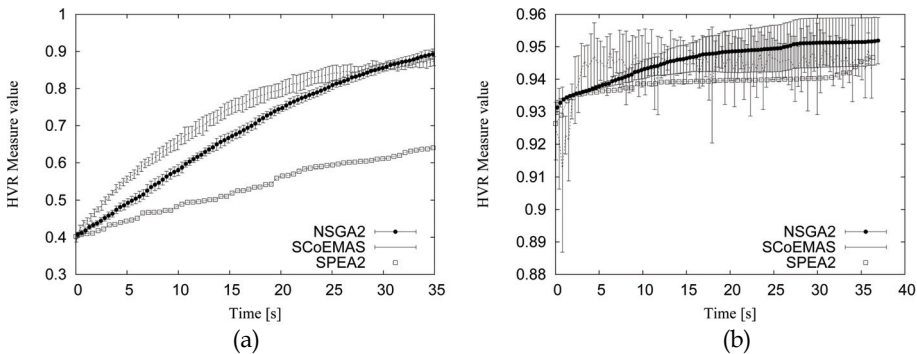 HVR Measure value
1
0.9
0.8
0.7
0.6
0.5
0.4
0.3
NSGA2
SCoEMAS
SPEA2
0 5 10 15 20 25 30 35
Time [s]
(a)
HVR Measure value
0.96
0.95
0.94
0.93
0.92
0.91
0.9
0.89
0.88
NSGA2
SCoEMAS
SPEA2
0 5 10 15 20 25 30 35 40
Time [s]
(b)